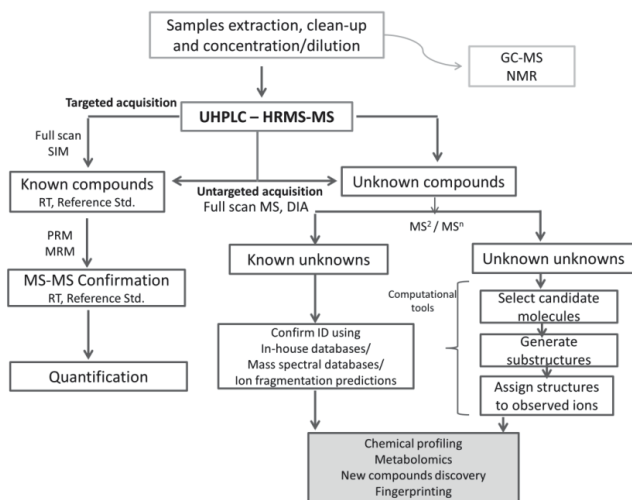 Samples extraction, clean-up
and concentration/dilution
GC-MS
NMR
Targeted acquisition
UHPLC – HRMS-MS
Full scan
SIM
Known compounds
RT, Reference Std.
Untargeted acquisition
Full scan MS, DIA
Unknown compounds
MS² / MSⁿ
PRM
MRM
Known unknowns
Unknown unknowns
MS-MS Confirmation
RT, Reference Std.
Computational
tools
Select candidate
molecules
Confirm ID using
In-house databases/
Mass spectral databases/
Ion fragmentation predictions
Generate
substructures
Quantification
Assign structures
to observed ions
Chemical profiling
Metabolomics
New compounds discovery
Fingerprinting